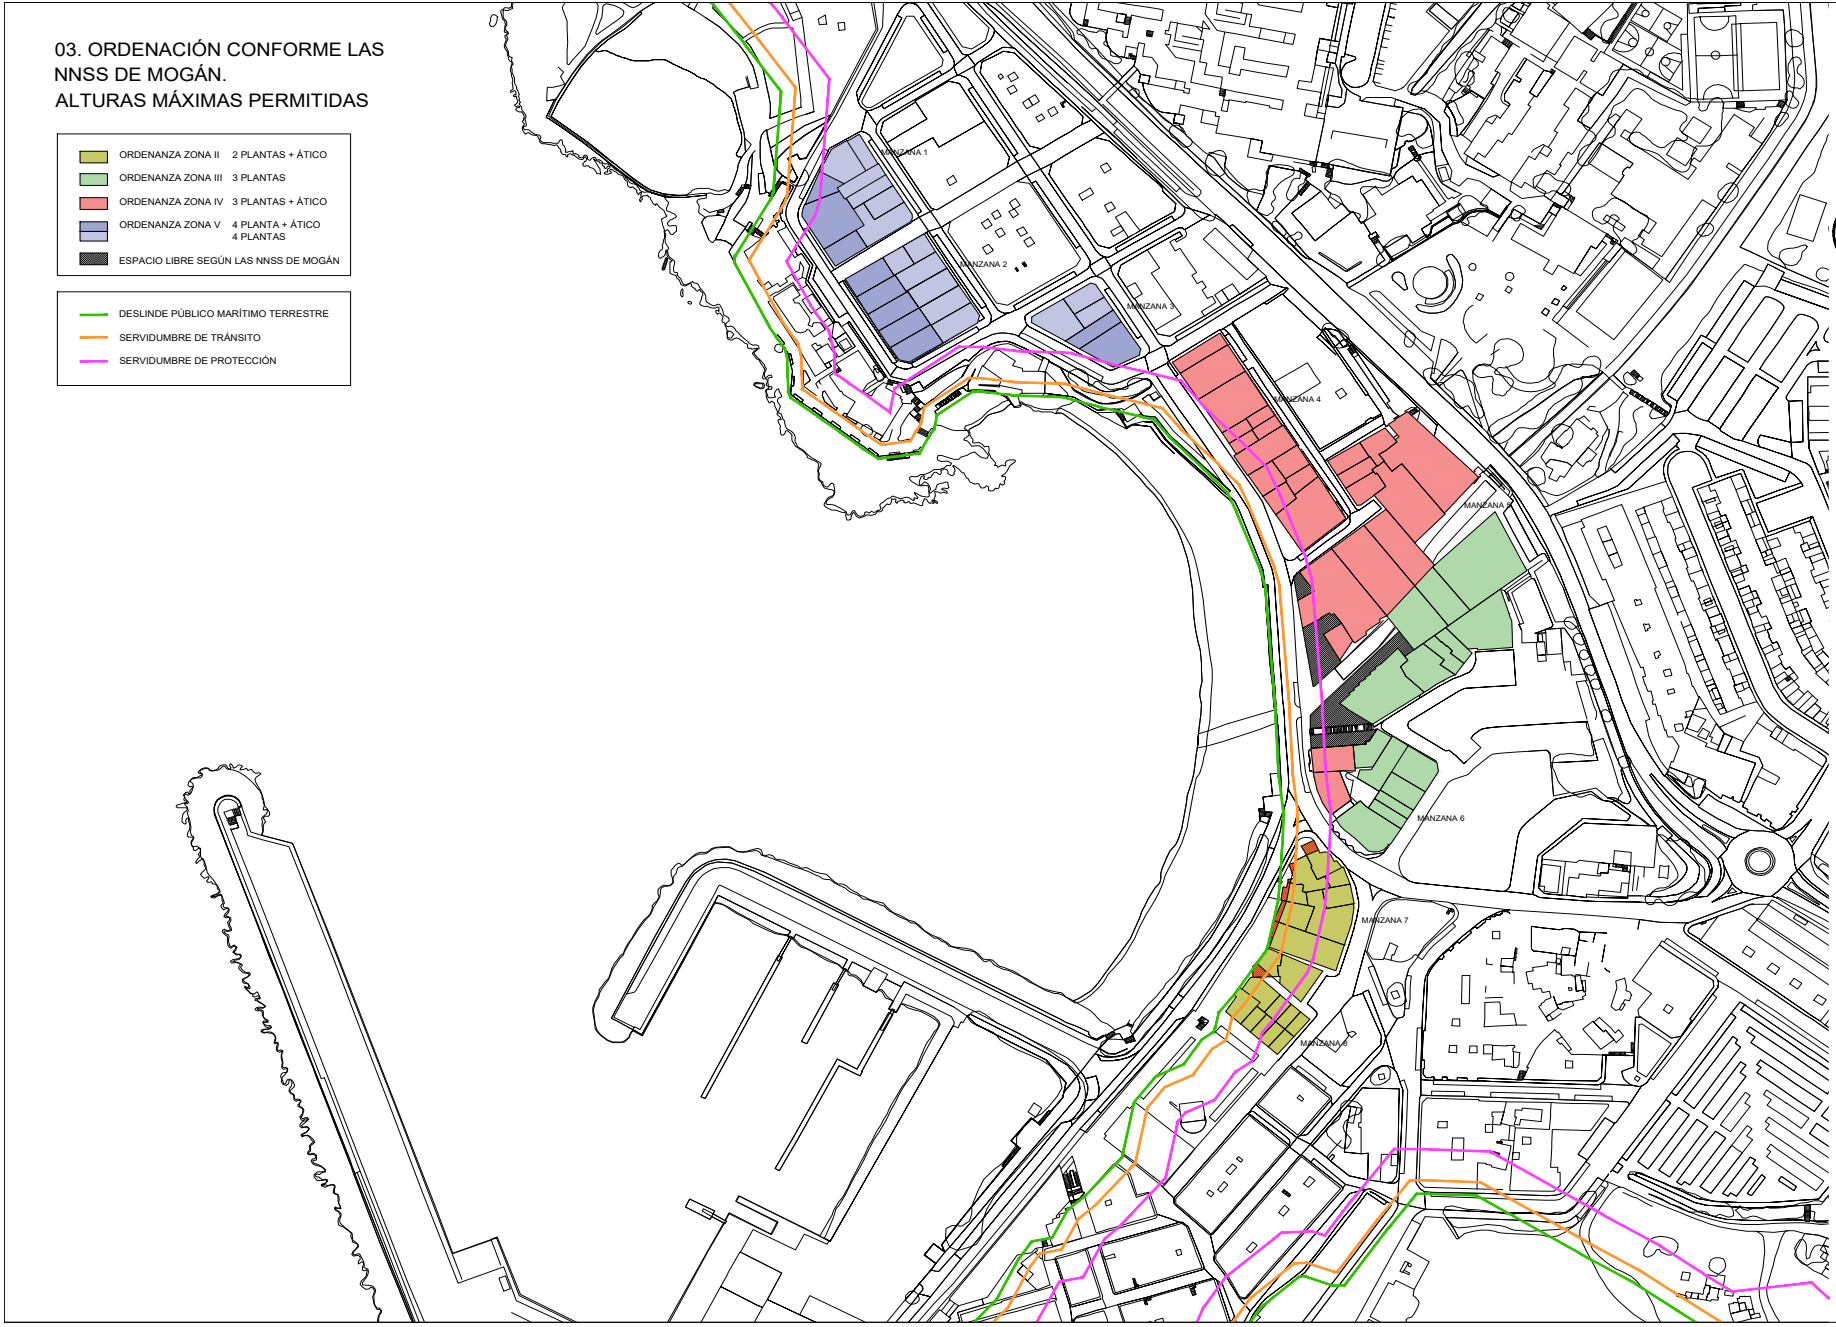 03. ORDENACIÓN CONFORME LAS
NNSS DE MOGÁN.
ALTURAS MÁXIMAS PERMITIDAS
ORDENANZA ZONA II 2 PLANTAS + ÁTICO
ORDENANZA ZONA III 3 PLANTAS
ORDENANZA ZONA IV 3 PLANTAS + ÁTICO
ORDENANZA ZONA V 4 PLANTA + ÁTICO
4 PLANTAS
ESPACIO LIBRE SEGÚN LAS NNSS DE MOGÁN
DESLINDE PÚBLICO MARÍTIMO TERRESTRE
SERVIDUMBRE DE TRÁNSITO
SERVIDUMBRE DE PROTECCIÓN
MANZANA 1
MANZANA 2
MANZANA 3
MANZANA 4
MANZANA 5
MANZANA 6
MANZANA 7
MANZANA 8